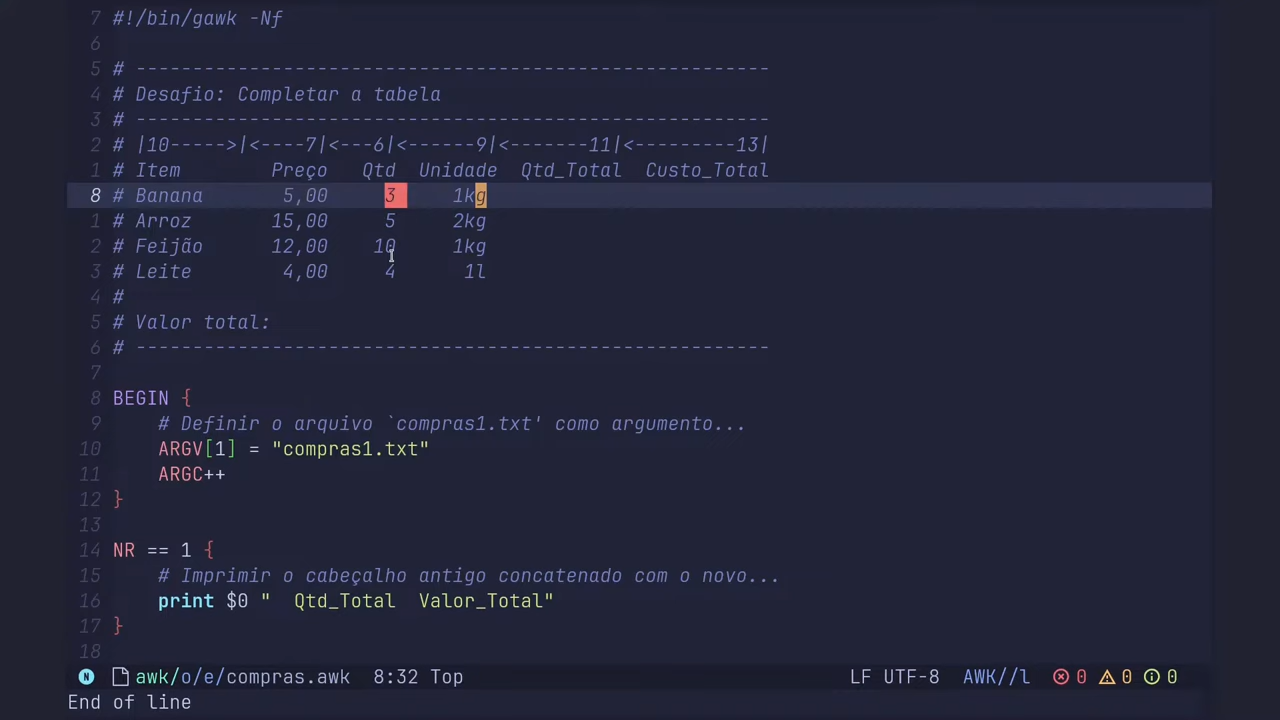 7 #!/bin/gawk -Nf
6
5 # --------------------------------------------------------
4 # Desafio: Completar a tabela
3 # --------------------------------------------------------
2 # |10----->|<----7|<---6|<------9|<-------11|<---------13|
1 # Item        Preço   Qtd  Unidade  Qtd_Total  Custo_Total
8 # Banana       5,00     3     1kg
1 # Arroz       15,00     5     2kg
2 # Feijão      12,00    10     1kg
3 # Leite        4,00     4      1l
4 #
5 # Valor total:
6 # --------------------------------------------------------
7
8 BEGIN {
9     # Definir o arquivo `compras1.txt' como argumento...
10     ARGV[1] = "compras1.txt"
11     ARGC++
12 }
13
14 NR == 1 {
15     # Imprimir o cabeçalho antigo concatenado com o novo...
16     print $0 "  Qtd_Total  Valor_Total"
17 }
18
N awk/o/e/compras.awk  8:32 Top  LF UTF-8  AWK//l  0  0  0
End of line